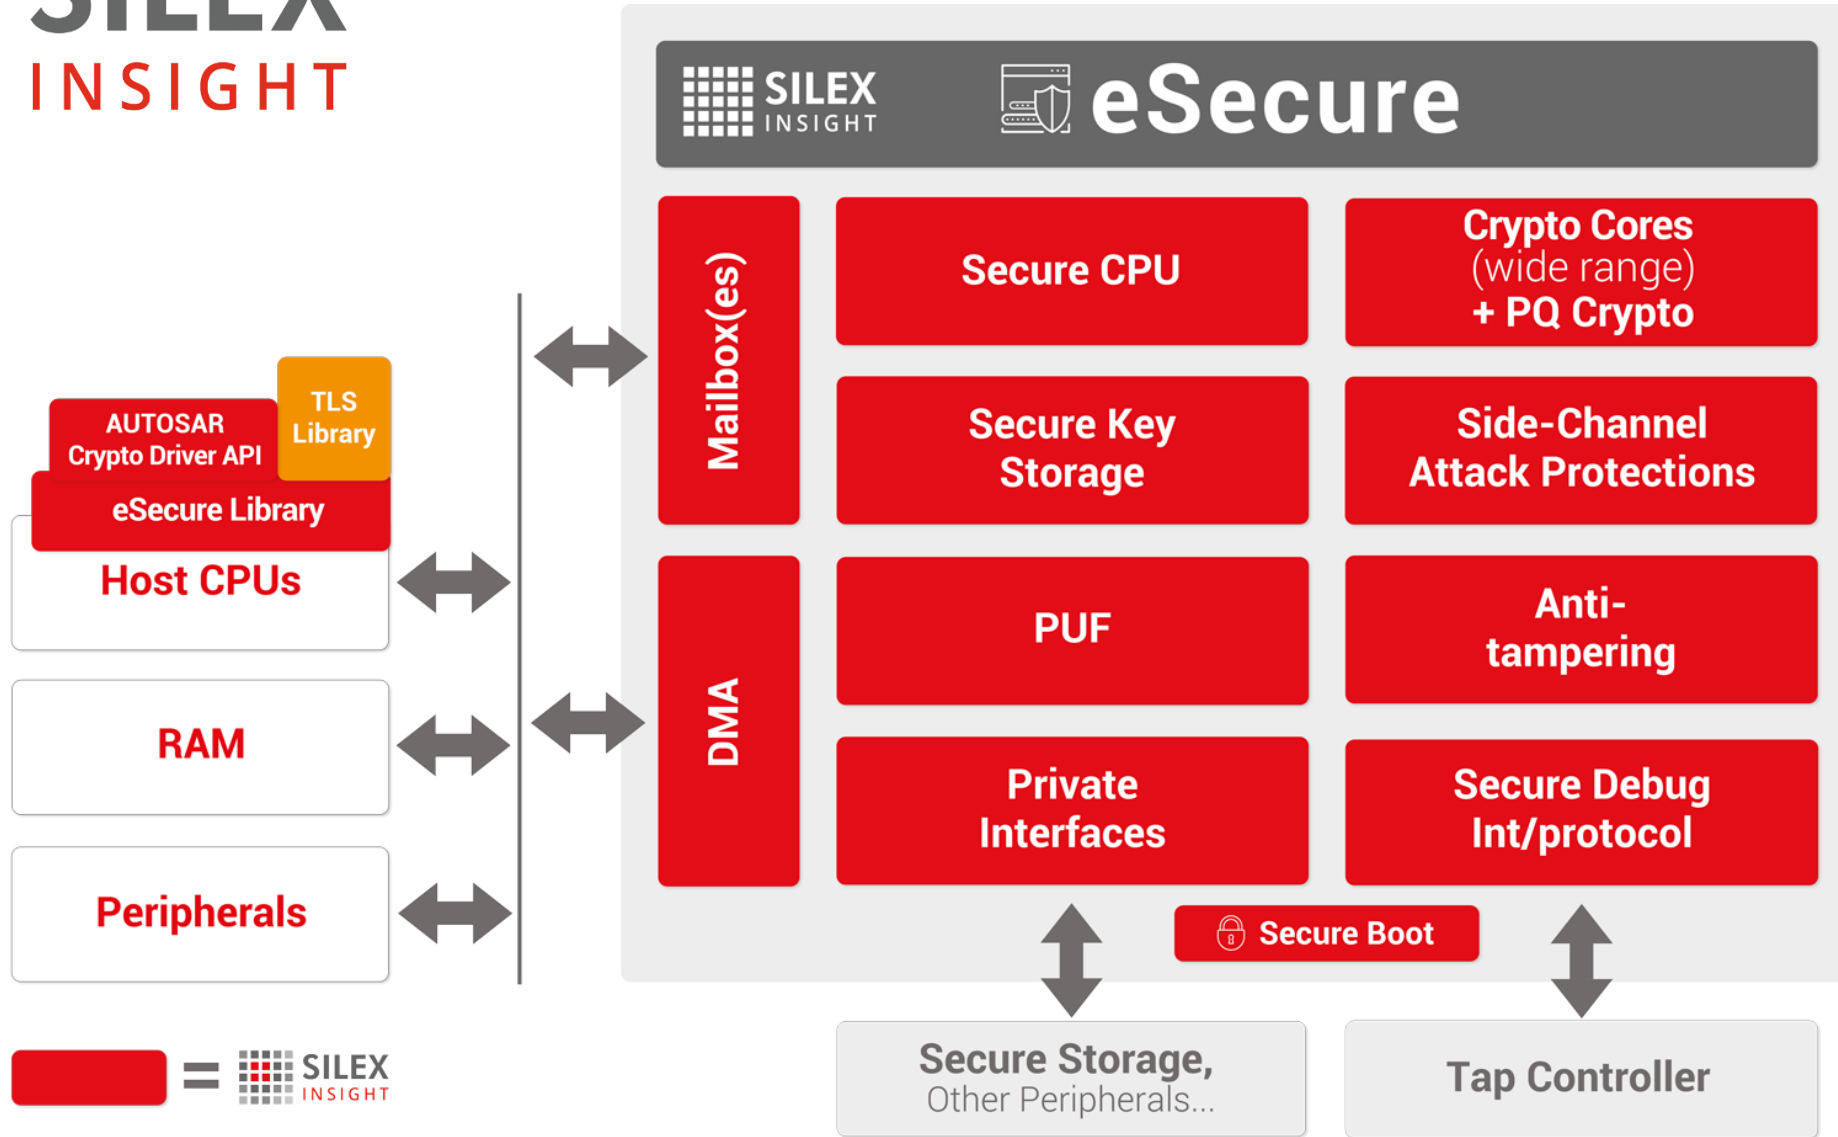 SILEX
INSIGHT
SILEX
INSIGHT
eSecure
Mailbox(es)
Secure CPU
Crypto Cores
(wide range)
+ PQ Crypto
Secure Key
Storage
Side-Channel
Attack Protections
DMA
PUF
Anti-
tampering
Private
Interfaces
Secure Debug
Int/protocol
Secure Boot
Secure Storage,
Other Peripherals...
Tap Controller
TLS
Library
AUTOSAR
Crypto Driver API
eSecure Library
Host CPUs
RAM
Peripherals
=
SILEX
INSIGHT